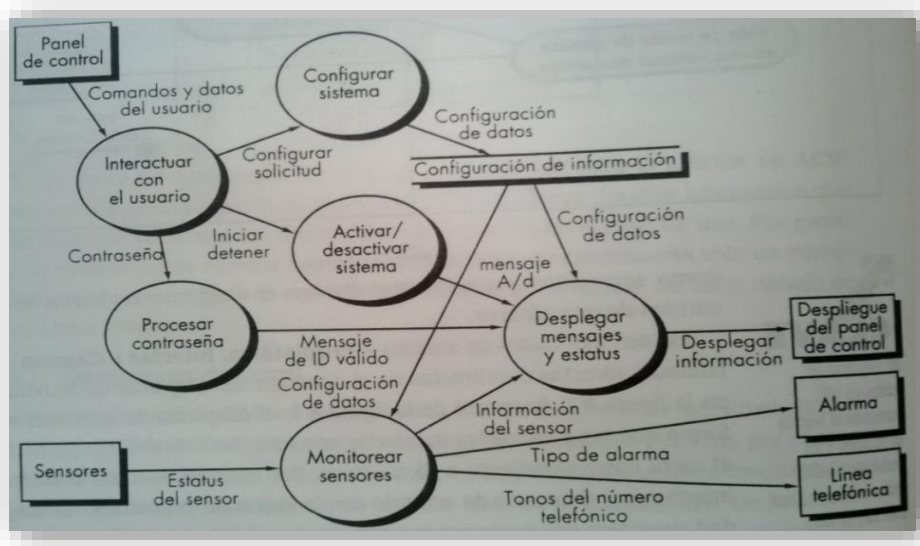 Panel
de control
Comandos y datos
del usuario
Configurar
sistema
Configuración
de datos
Configuración de información
Interactuar
con
el usuario
Configurar
solicitud
Contraseña
Iniciar
detener
Activar/
desactivar
sistema
Configuración
de datos
mensaje
A/d
Procesar
contraseña
Mensaje
de ID válido
Desplegar
mensajes
y estatus
Desplegar
información
Despliegue
del panel
de control
Configuración
de datos
Información
del sensor
Alarma
Sensores
Estatus
del sensor
Monitorear
sensores
Tipo de alarma
Tonos del número
telefónico
Línea
telefónica